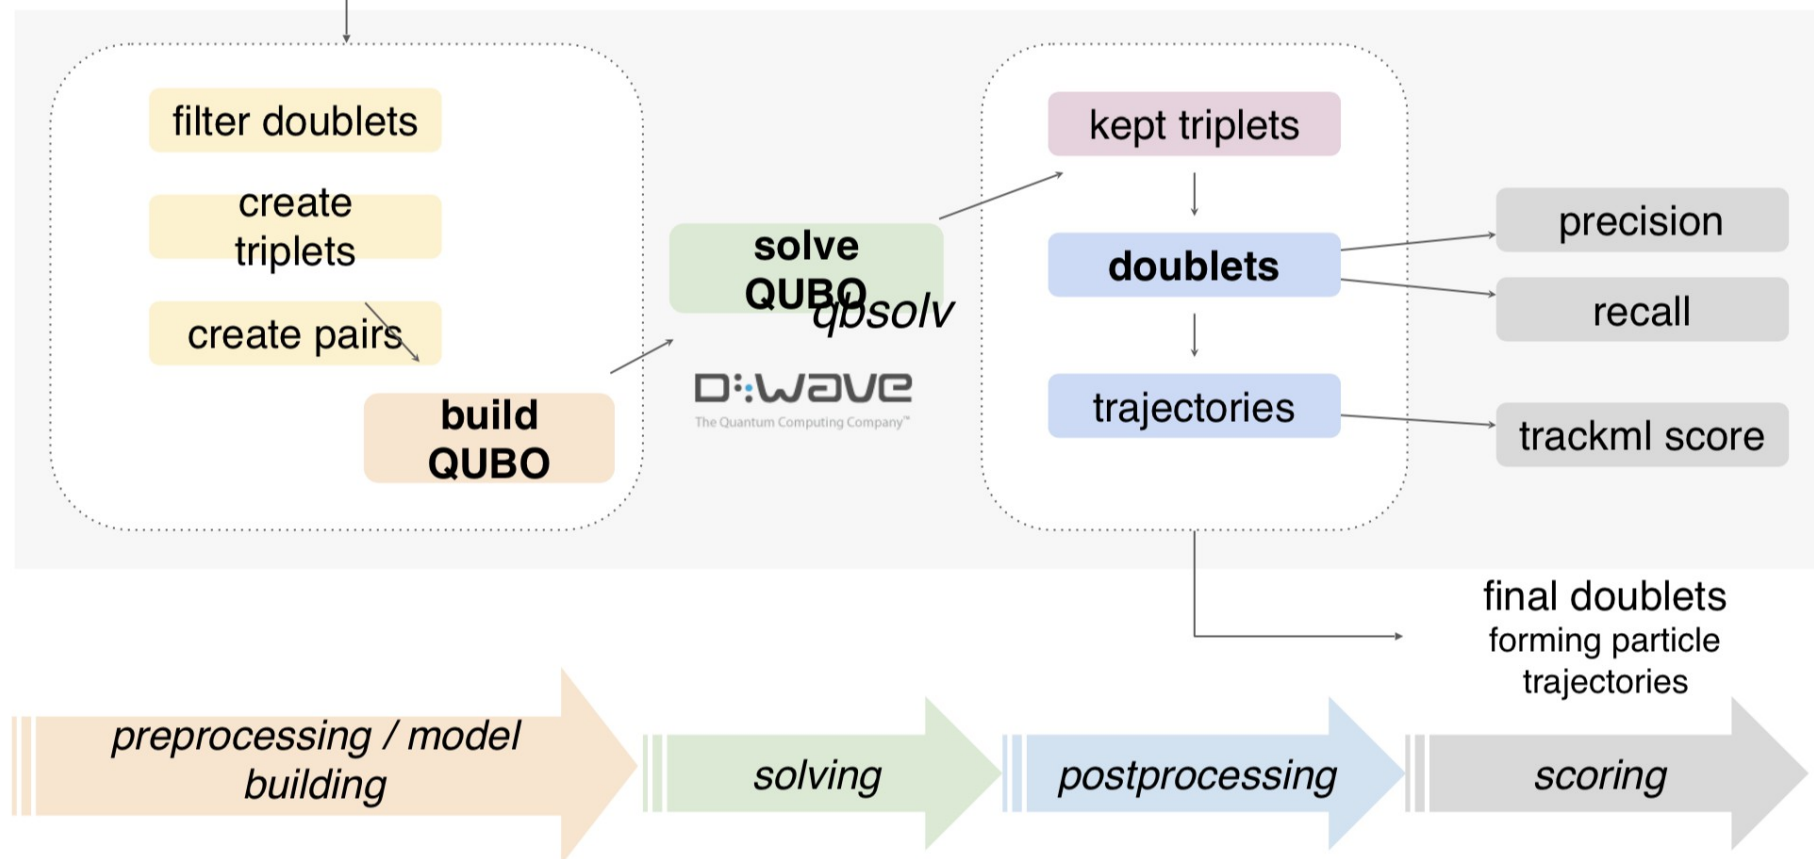 filter doublets
create
triplets
create pairs
build
QUBO
solve
QUBO
qbsolv
D:wave
The Quantum Computing Company™
kept triplets
doublets
trajectories
precision
recall
trackml score
final doublets
forming particle
trajectories
preprocessing / model
building
solving
postprocessing
scoring